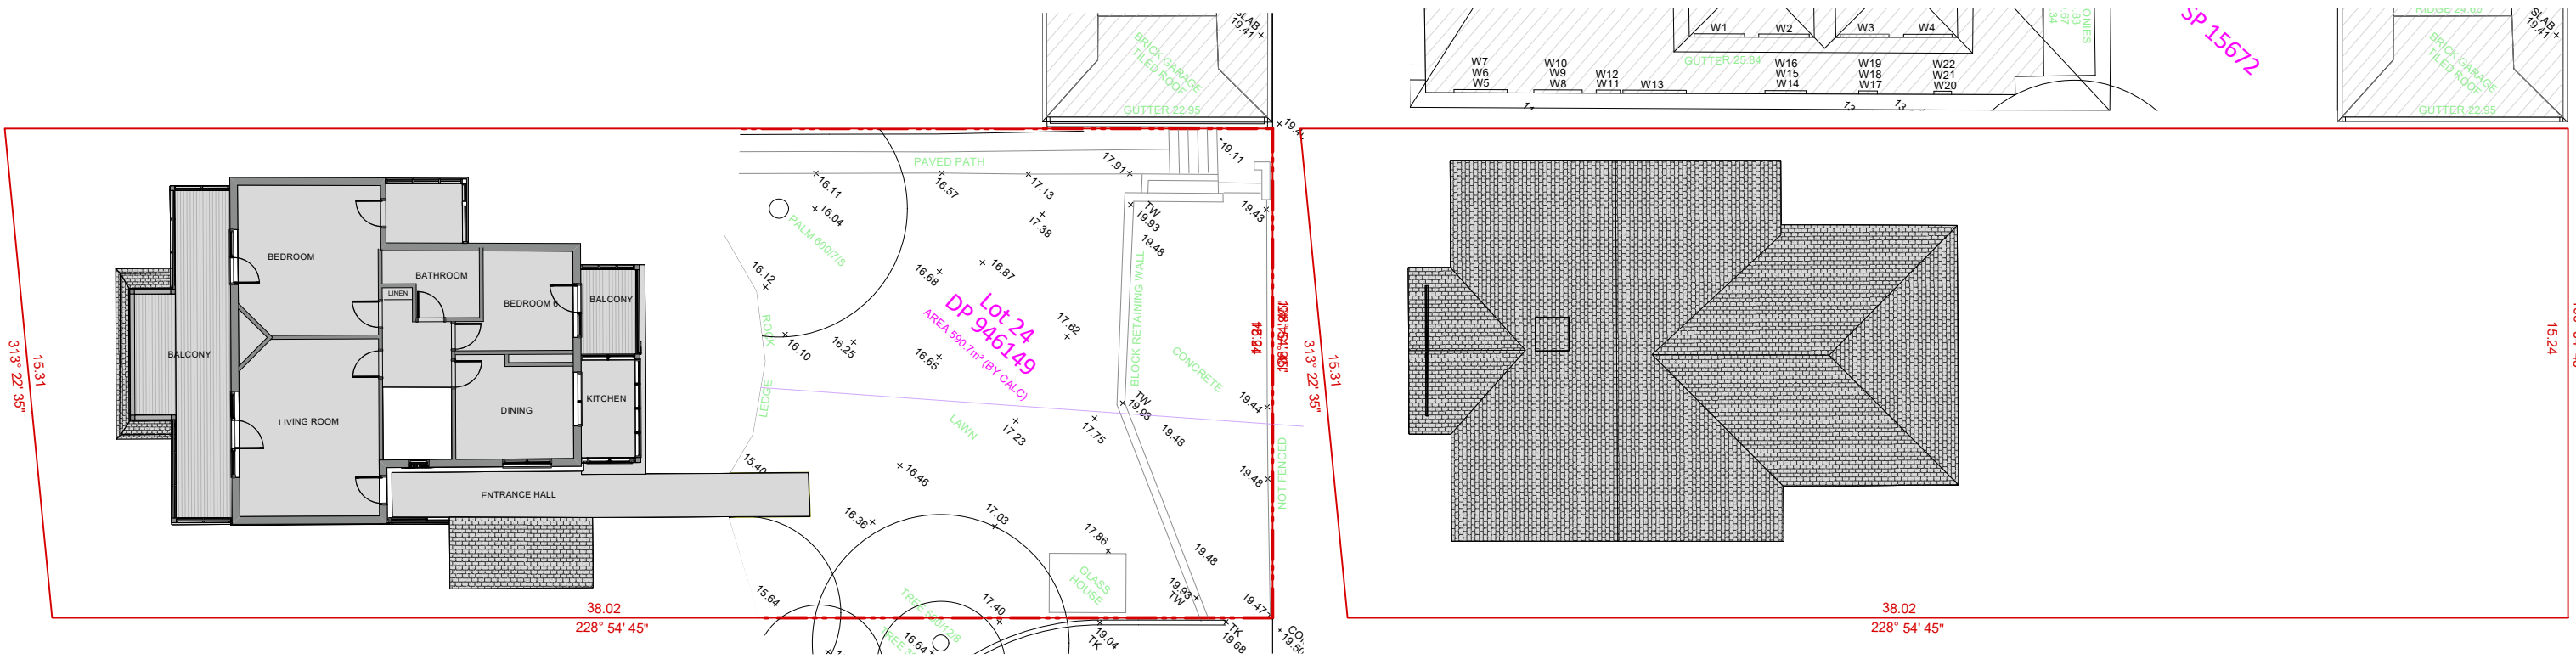 BEDROOM
BATHROOM
LINEN
BEDROOM 6
BALCONY
BALCONY
LIVING ROOM
DINING
KITCHEN
ENTRANCE HALL
313° 22' 35"
15.31
38.02
228° 54' 45"
BRICK GARAGE
TILED ROOF
GUTTER 22.95
SLAB
19.41
PAVED PATH
17.91
19.11
16.11
16.57
17.13
16.04
17.38
PALM 600/7/8
TW
19.93
19.48
19.43
16.12
16.68
16.87
Lot 24
DP 946149
AREA 590.7m² (BY CALC)
17.62
ROCK
LEDGE
16.10
16.25
16.65
BLOCK RETAINING WALL
CONCRETE
TW
19.93
19.44
19.48
LAWN
17.23
17.75
15.40
16.46
19.48
NOT FENCED
16.36
17.03
17.86
19.48
GLASS
HOUSE
15.64
17.40
19.93
TW
19.47
TREE 500/12/8
16.64
19.04
TK
TK
19.68
W1
W2
W3
W4
GUTTER 25.84
W7
W6
W5
W10
W9
W8
W12
W11
W13
W16
W15
W14
W19
W18
W17
W22
W21
W20
SP 15672
BRICK GARAGE
TILED ROOF
GUTTER 22.95
SLAB
19.41
313° 22' 35"
15.31
15.24
38.02
228° 54' 45"